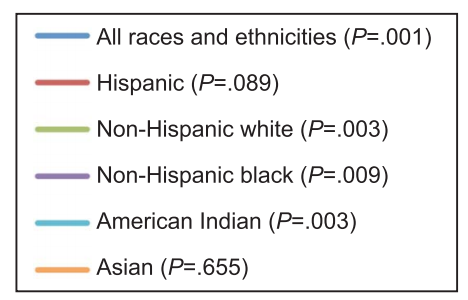 All races and ethnicities (P=.001)
Hispanic (P=.089)
Non-Hispanic white (P=.003)
Non-Hispanic black (P=.009)
American Indian (P=.003)
Asian (P=.655)